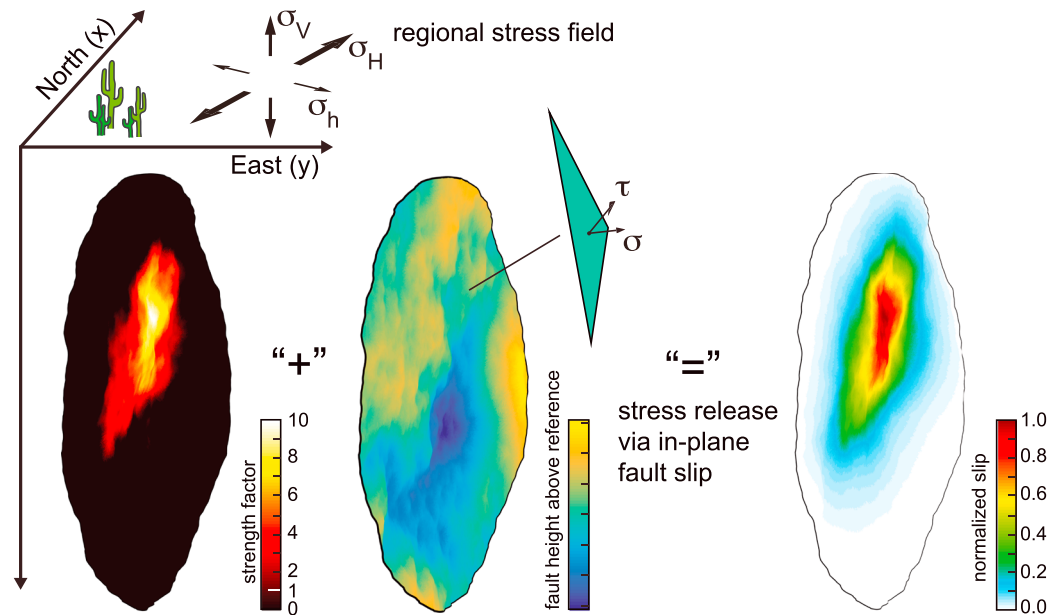 σV
σH
regional stress field
North (x)
σh
East (y)
τ
σ
“+”
“=”
stress release
via in-plane
fault slip
strength factor
10
8
6
4
2
1
0
fault height above reference
normalized slip
1.0
0.8
0.6
0.4
0.2
0.0